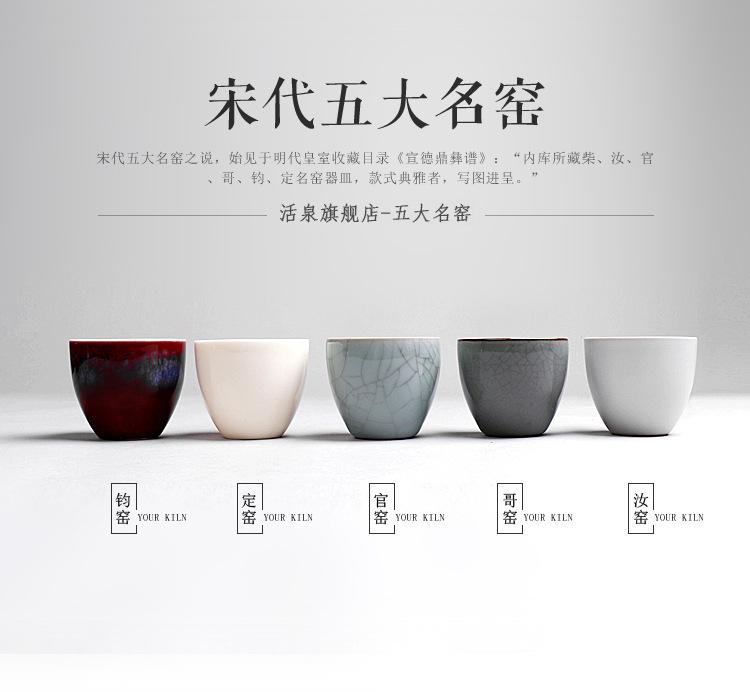 宋代五大名窑
宋代五大名窑之说，始见于明代皇室收藏目录《宣德鼎彝谱》：“内库所藏柴、汝、官
、哥、钧、定名窑器皿，款式典雅者，写图进呈。”
活泉旗舰店-五大名窑
钧窑 YOUR KILN
定窑 YOUR KILN
官窑 YOUR KILN
哥窑 YOUR KILN
汝窑 YOUR KILN